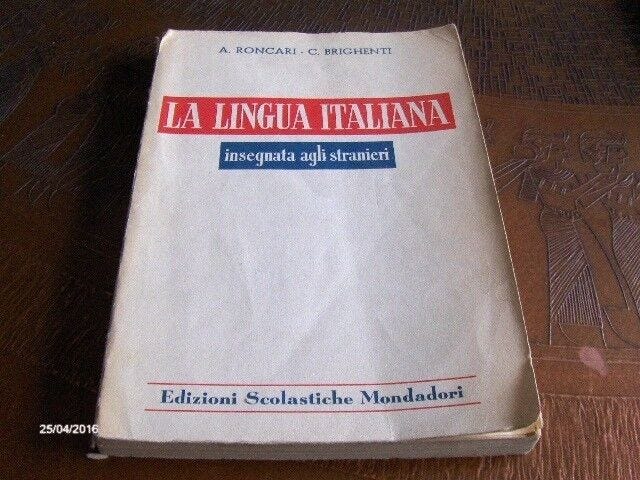 A. RONCARI - C. BRIGHENTI
LA LINGUA ITALIANA
insegnata agli stranieri
Edizioni Scolastiche Mondadori
25/04/2016